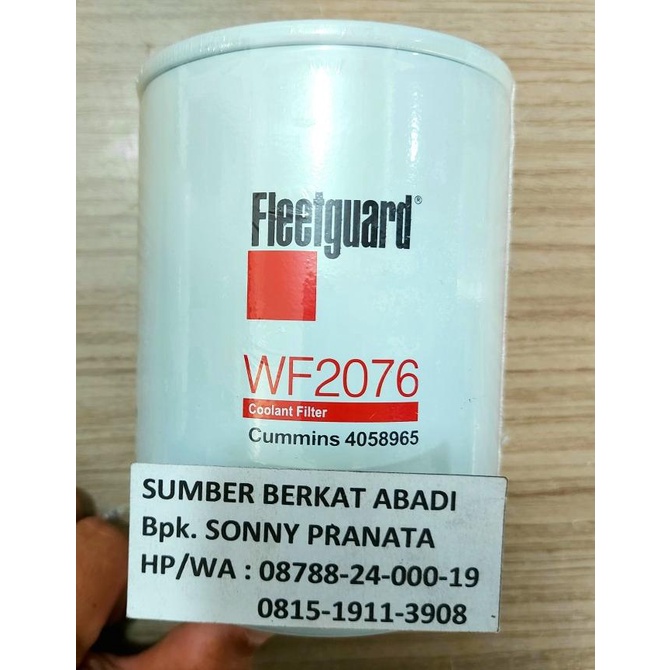 Fleetguard®
WF2076
Coolant Filter
Cummins 4058965
SUMBER BERKAT ABADI
Bpk. SONNY PRANATA
HP/WA : 08788-24-000-19
0815-1911-3908